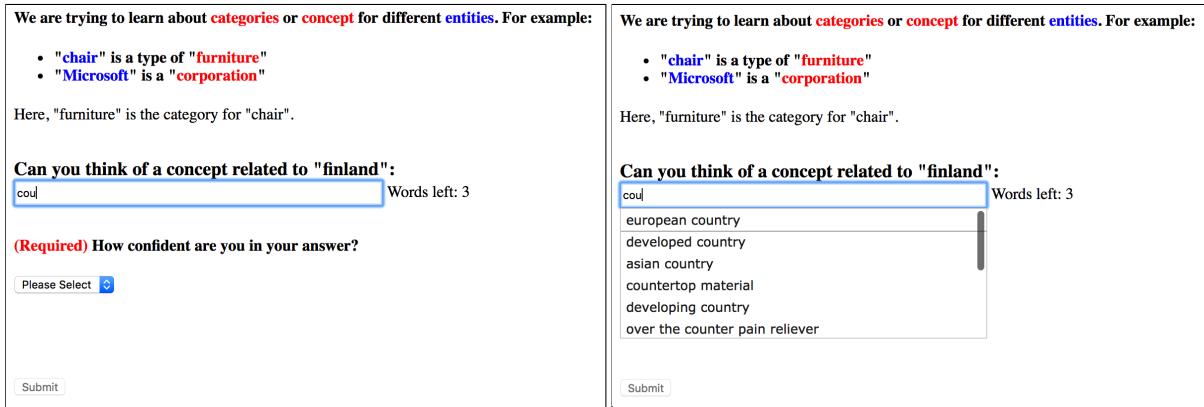 We are trying to learn about categories or concept for different entities. For example:
• "chair" is a type of "furniture"
• "Microsoft" is a "corporation"
Here, "furniture" is the category for "chair".
Can you think of a concept related to "finland":
cou Words left: 3
(Required) How confident are you in your answer?
Please Select
Submit
We are trying to learn about categories or concept for different entities. For example:
• "chair" is a type of "furniture"
• "Microsoft" is a "corporation"
Here, "furniture" is the category for "chair".
Can you think of a concept related to "finland":
cou Words left: 3
european country
developed country
asian country
countertop material
developing country
over the counter pain reliever
Submit